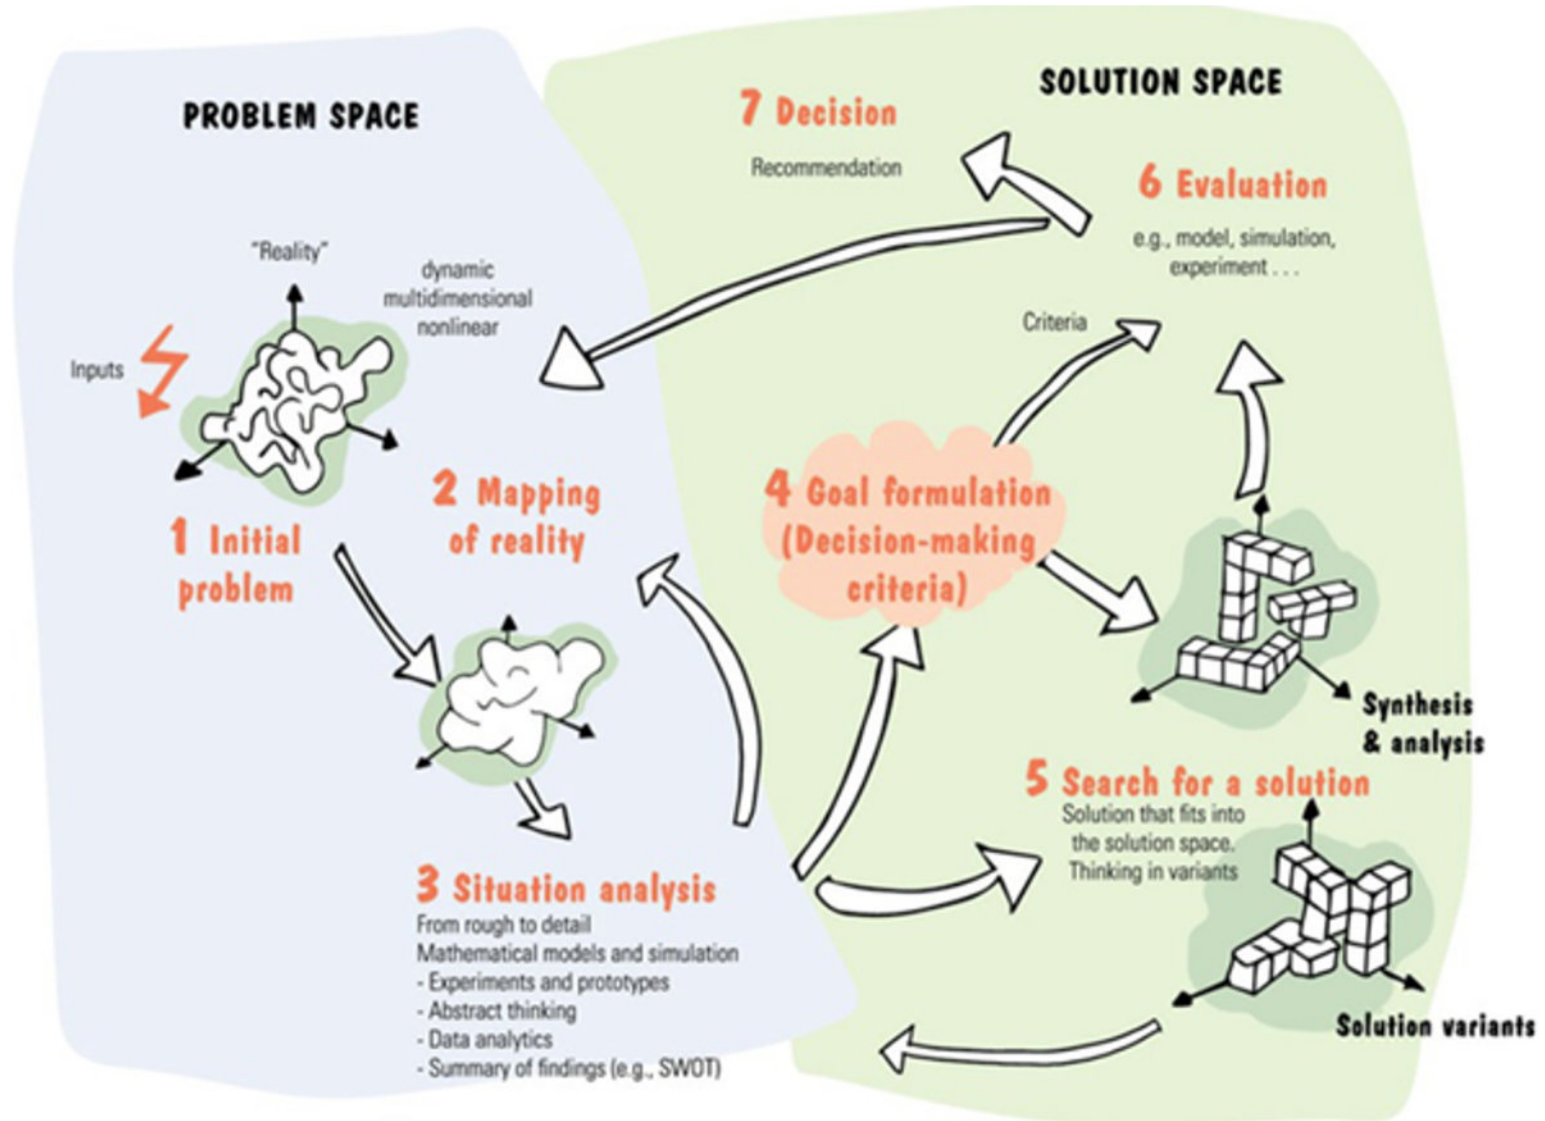 PROBLEM SPACE
SOLUTION SPACE
"Reality"
dynamic
multidimensional
nonlinear
Inputs
1 Initial
problem
2 Mapping
of reality
3 Situation analysis
From rough to detail
Mathematical models and simulation
- Experiments and prototypes
- Abstract thinking
- Data analytics
- Summary of findings (e.g., SWOT)
4 Goal formulation
(Decision-making
criteria)
Criteria
5 Search for a solution
Solution that fits into
the solution space.
Thinking in variants
Synthesis
& analysis
Solution variants
6 Evaluation
e.g., model, simulation,
experiment . . .
7 Decision
Recommendation